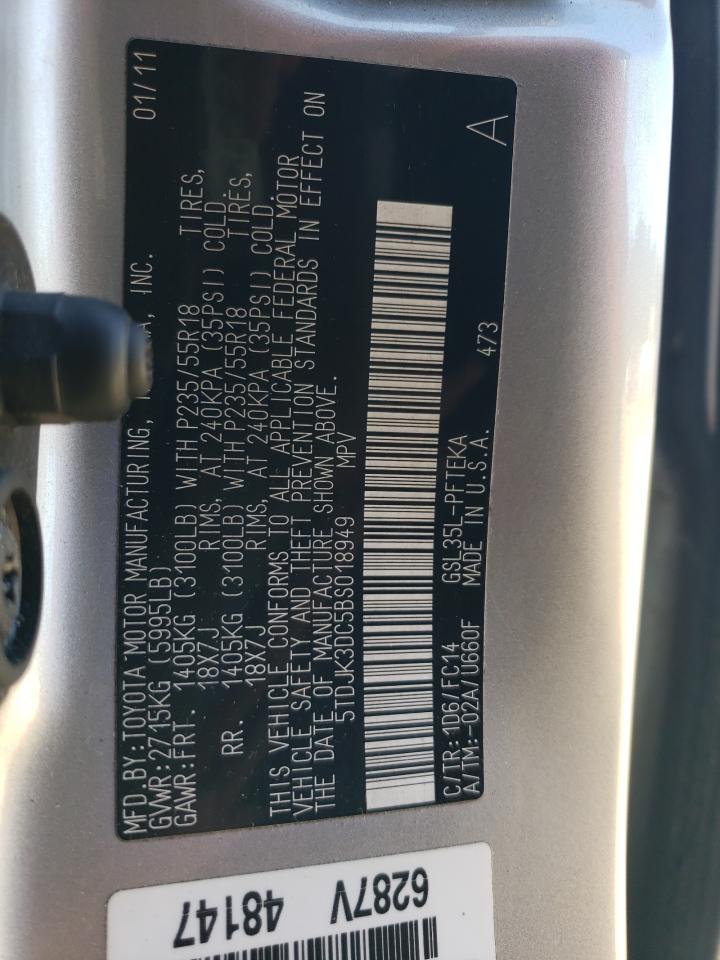 MFD.BY:TOYOTA MOTOR MANUFACTURING, INC. 01/11
GVWR:2715KG (5995LB)
GAWR:FRT. 1405KG (3100LB) WITH P235/55R18 TIRES,
18X7J RIMS, AT 240KPA (35PSI) COLD.
RR. 1405KG (3100LB) WITH P235/55R18 TIRES,
18X7J RIMS, AT 240KPA (35PSI) COLD.
THIS VEHICLE CONFORMS TO ALL APPLICABLE FEDERAL MOTOR
VEHICLE SAFETY AND THEFT PREVENTION STANDARDS IN EFFECT ON
THE DATE OF MANUFACTURE SHOWN ABOVE.
5TDJK3DC5BS018949 MPV
A
C/TR:1D6/FC14 GSL35L-PFTEKA 473
A/TM:-02A/U660F MADE IN U.S.A.
6287V
48147